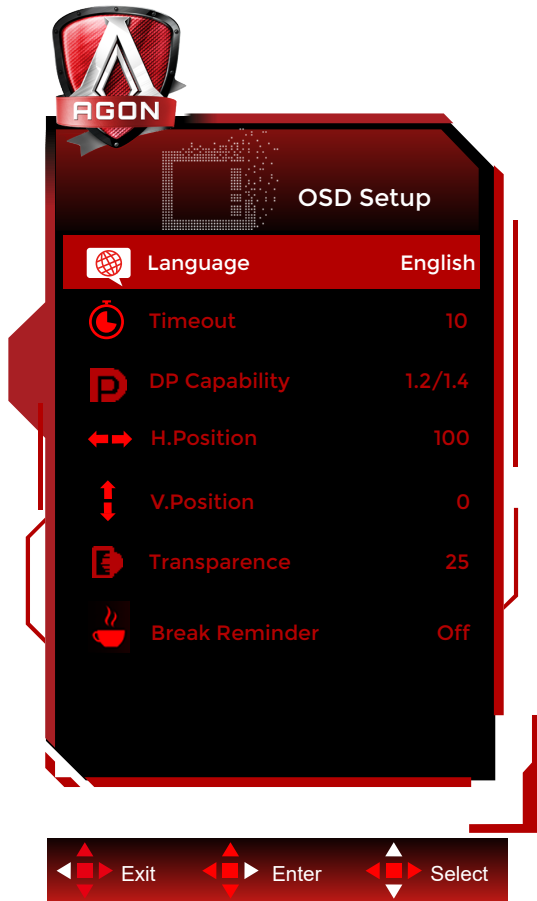 AGON
OSD Setup
Language English
Timeout 10
DP Capability 1.2/1.4
H.Position 100
V.Position 0
Transparence 25
Break Reminder Off
Exit Enter Select